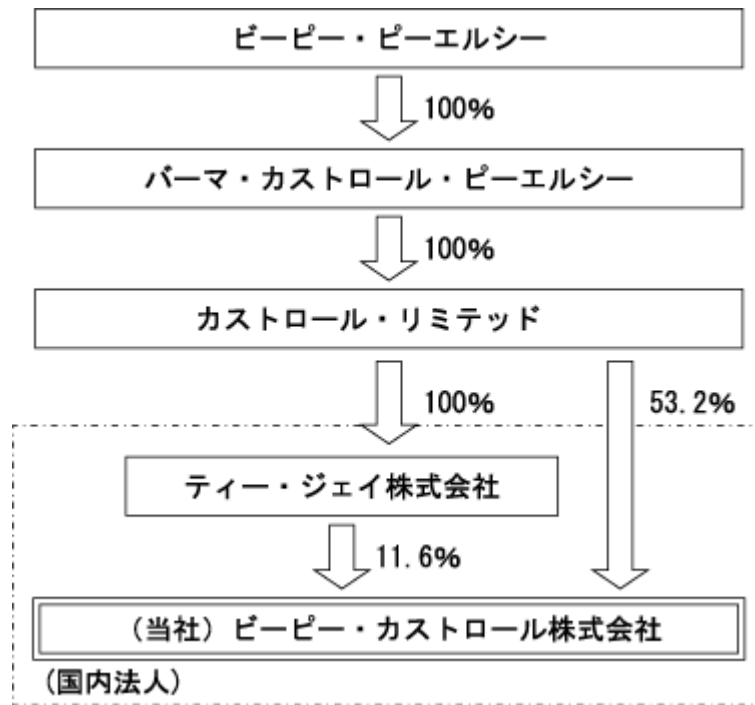 ビーピー・ピーエルシー
100%
バーマ・カストロール・ピーエルシー
100%
カストロール・リミテッド
100%
53.2%
ティー・ジェイ株式会社
11.6%
(当社)ビーピー・カストロール株式会社
(国内法人)